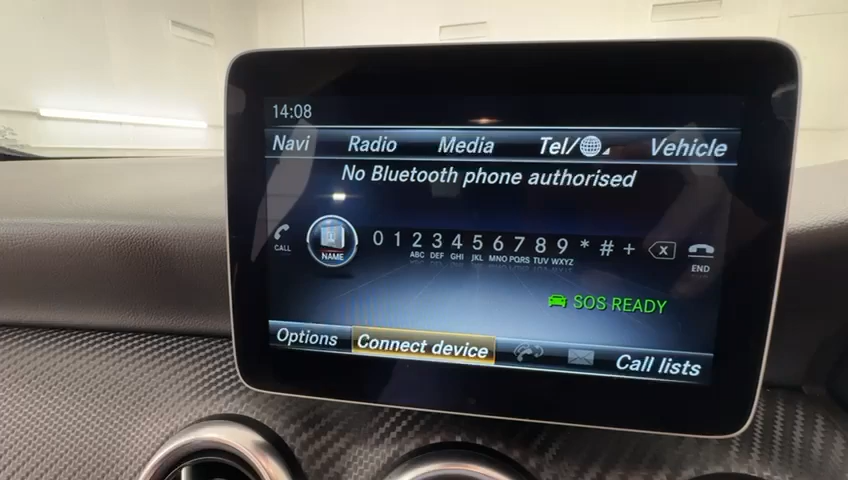 14:08
Navi Radio Media Tel/ Vehicle
No Bluetooth phone authorised
CALL NAME 0 1 2 3 4 5 6 7 8 9 * # + X END
ABC DEF GHI JKL MNO PQRS TUV WXYZ
SOS READY
Options Connect device Call lists